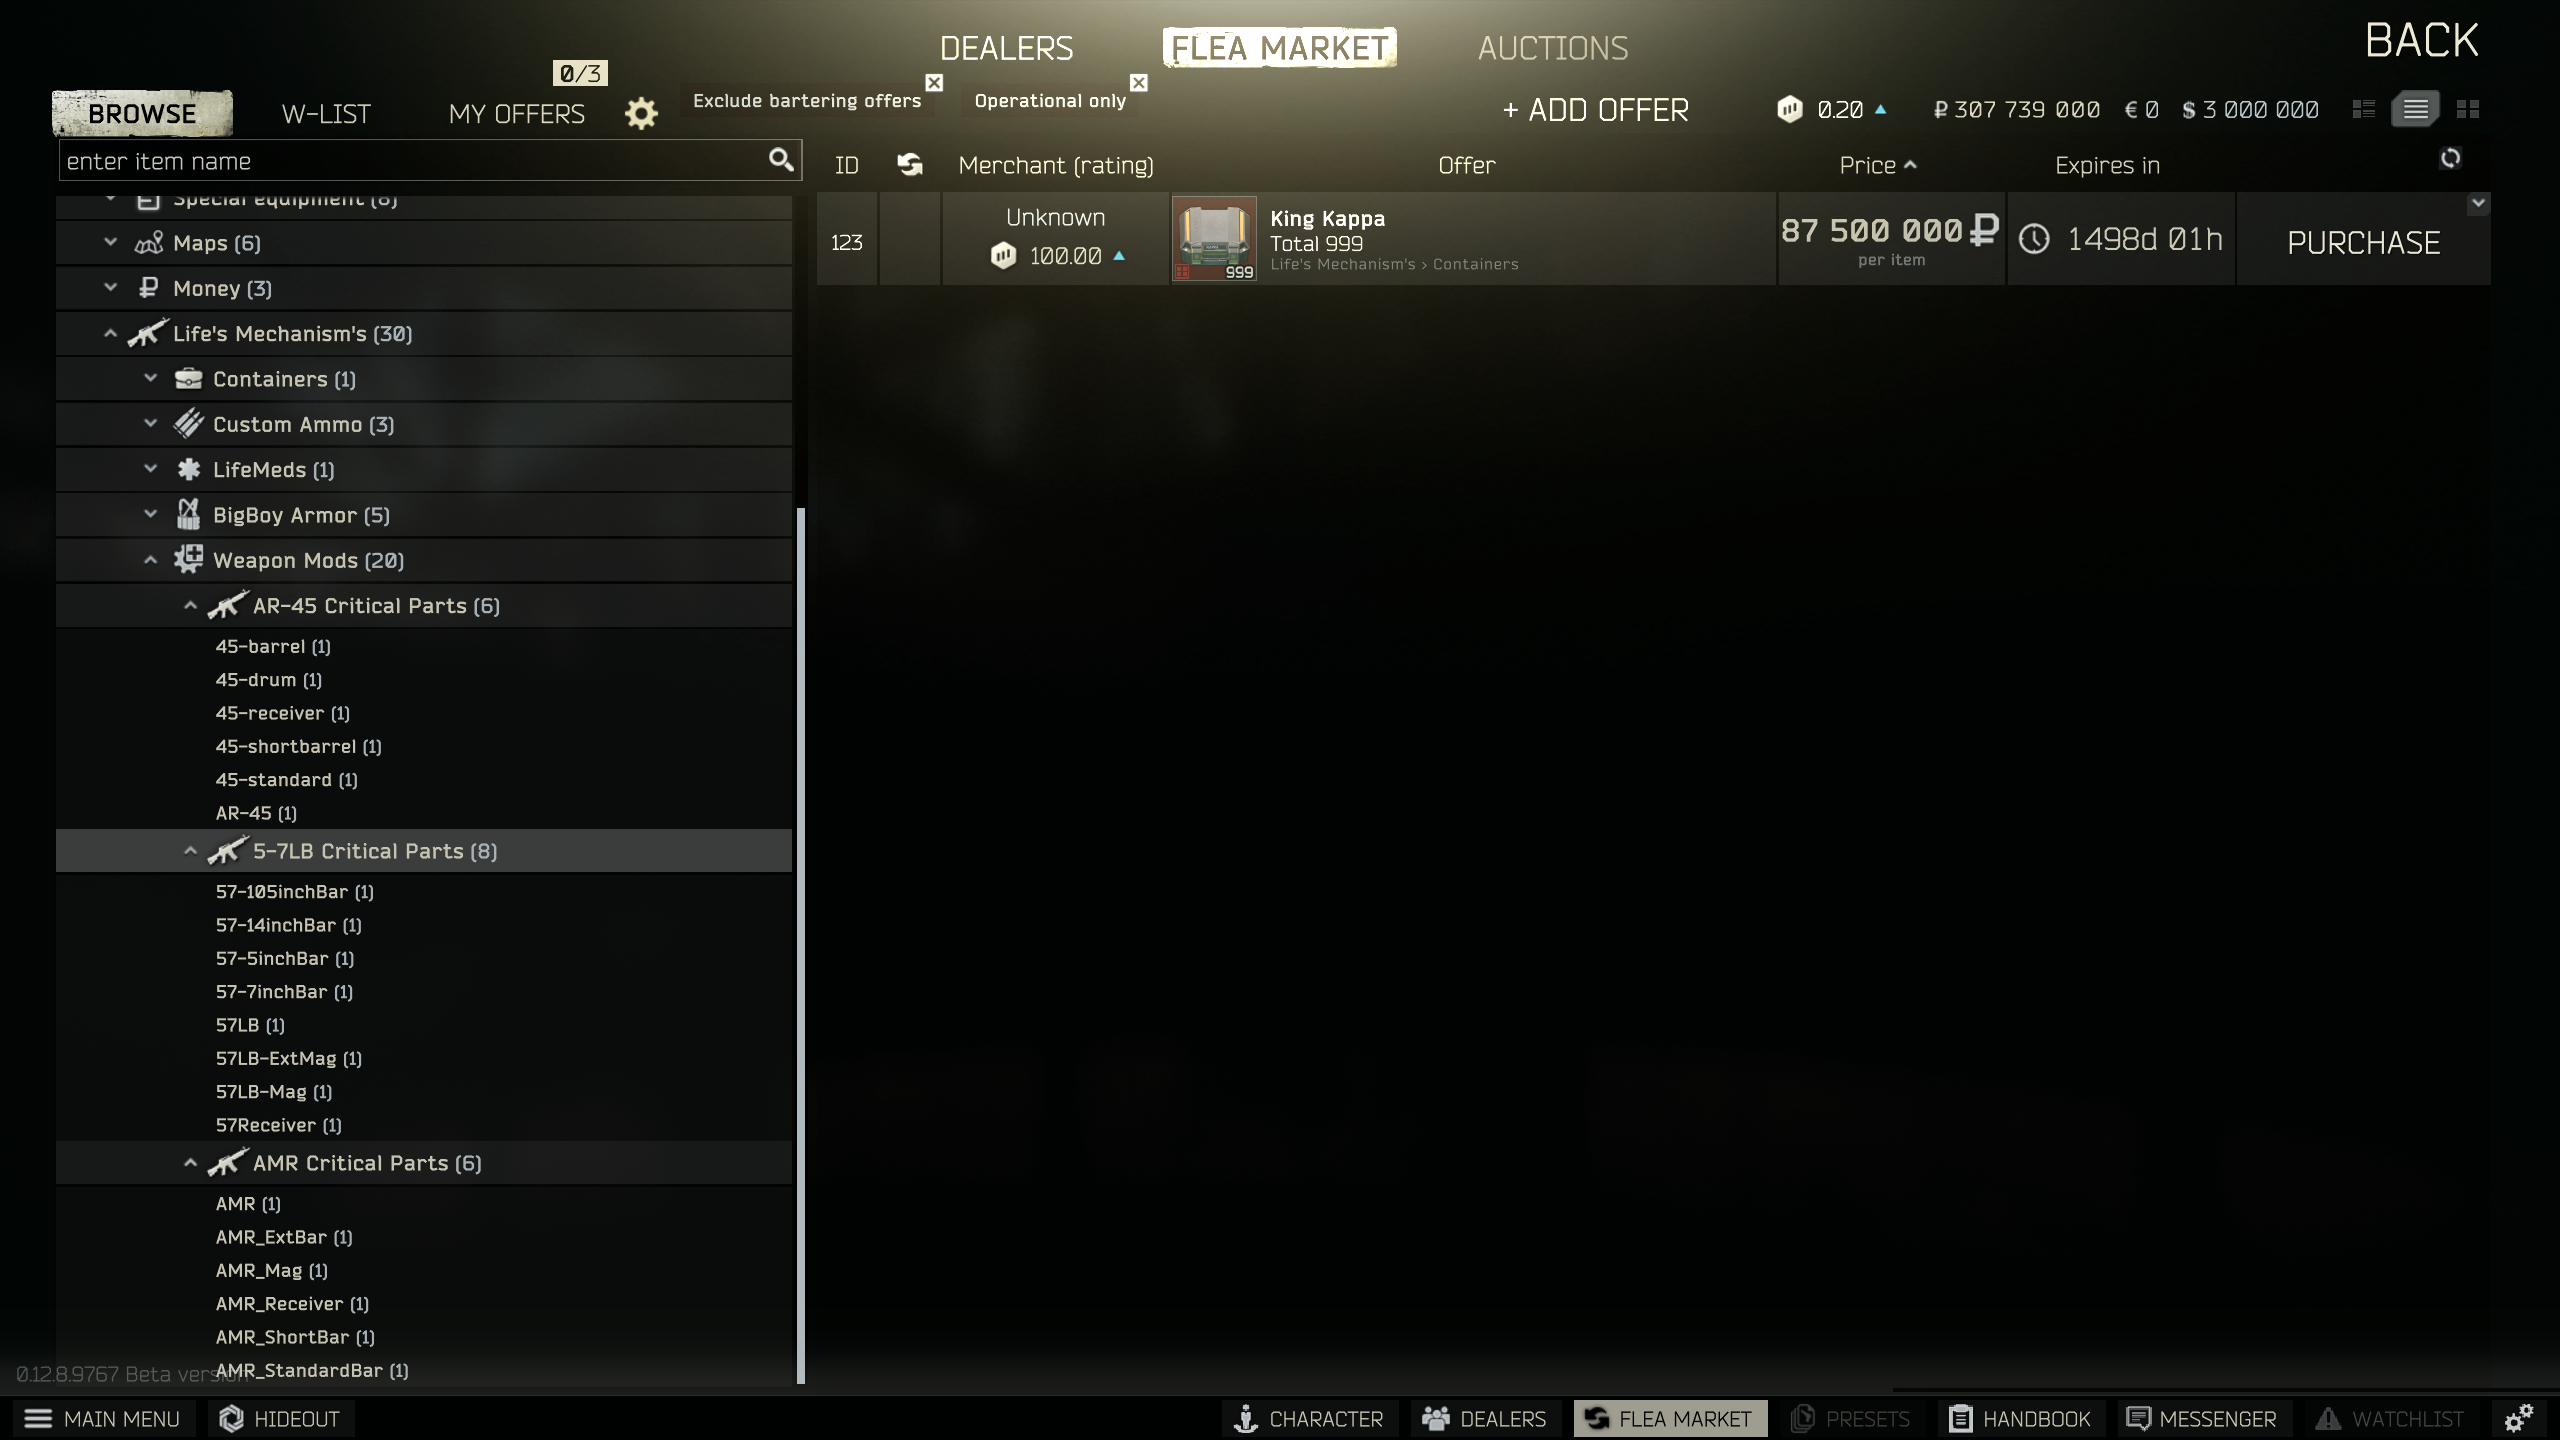 DEALERS
FLEA MARKET
AUCTIONS
BACK
0/3
BROWSE
W-LIST
MY OFFERS
Exclude bartering offers
Operational only
+ ADD OFFER
0.20
₽ 307 739 000
€ 0
$ 3 000 000
enter item name
ID
Merchant (rating)
Offer
Price
Expires in
123
Unknown
100.00
999
King Kappa
Total 999
Life's Mechanism's › Containers
87 500 000 ₽
per item
1498d 01h
PURCHASE
Special equipment (8)
Maps (6)
Money (3)
Life's Mechanism's (30)
Containers (1)
Custom Ammo (3)
LifeMeds (1)
BigBoy Armor (5)
Weapon Mods (20)
AR-45 Critical Parts (6)
45-barrel (1)
45-drum (1)
45-receiver (1)
45-shortbarrel (1)
45-standard (1)
AR-45 (1)
5-7LB Critical Parts (8)
57-105inchBar (1)
57-14inchBar (1)
57-5inchBar (1)
57-7inchBar (1)
57LB (1)
57LB-ExtMag (1)
57LB-Mag (1)
57Receiver (1)
AMR Critical Parts (6)
AMR (1)
AMR_ExtBar (1)
AMR_Mag (1)
AMR_Receiver (1)
AMR_ShortBar (1)
AMR_StandardBar (1)
0.12.8.9767 Beta version
MAIN MENU
HIDEOUT
CHARACTER
DEALERS
FLEA MARKET
PRESETS
HANDBOOK
MESSENGER
WATCHLIST